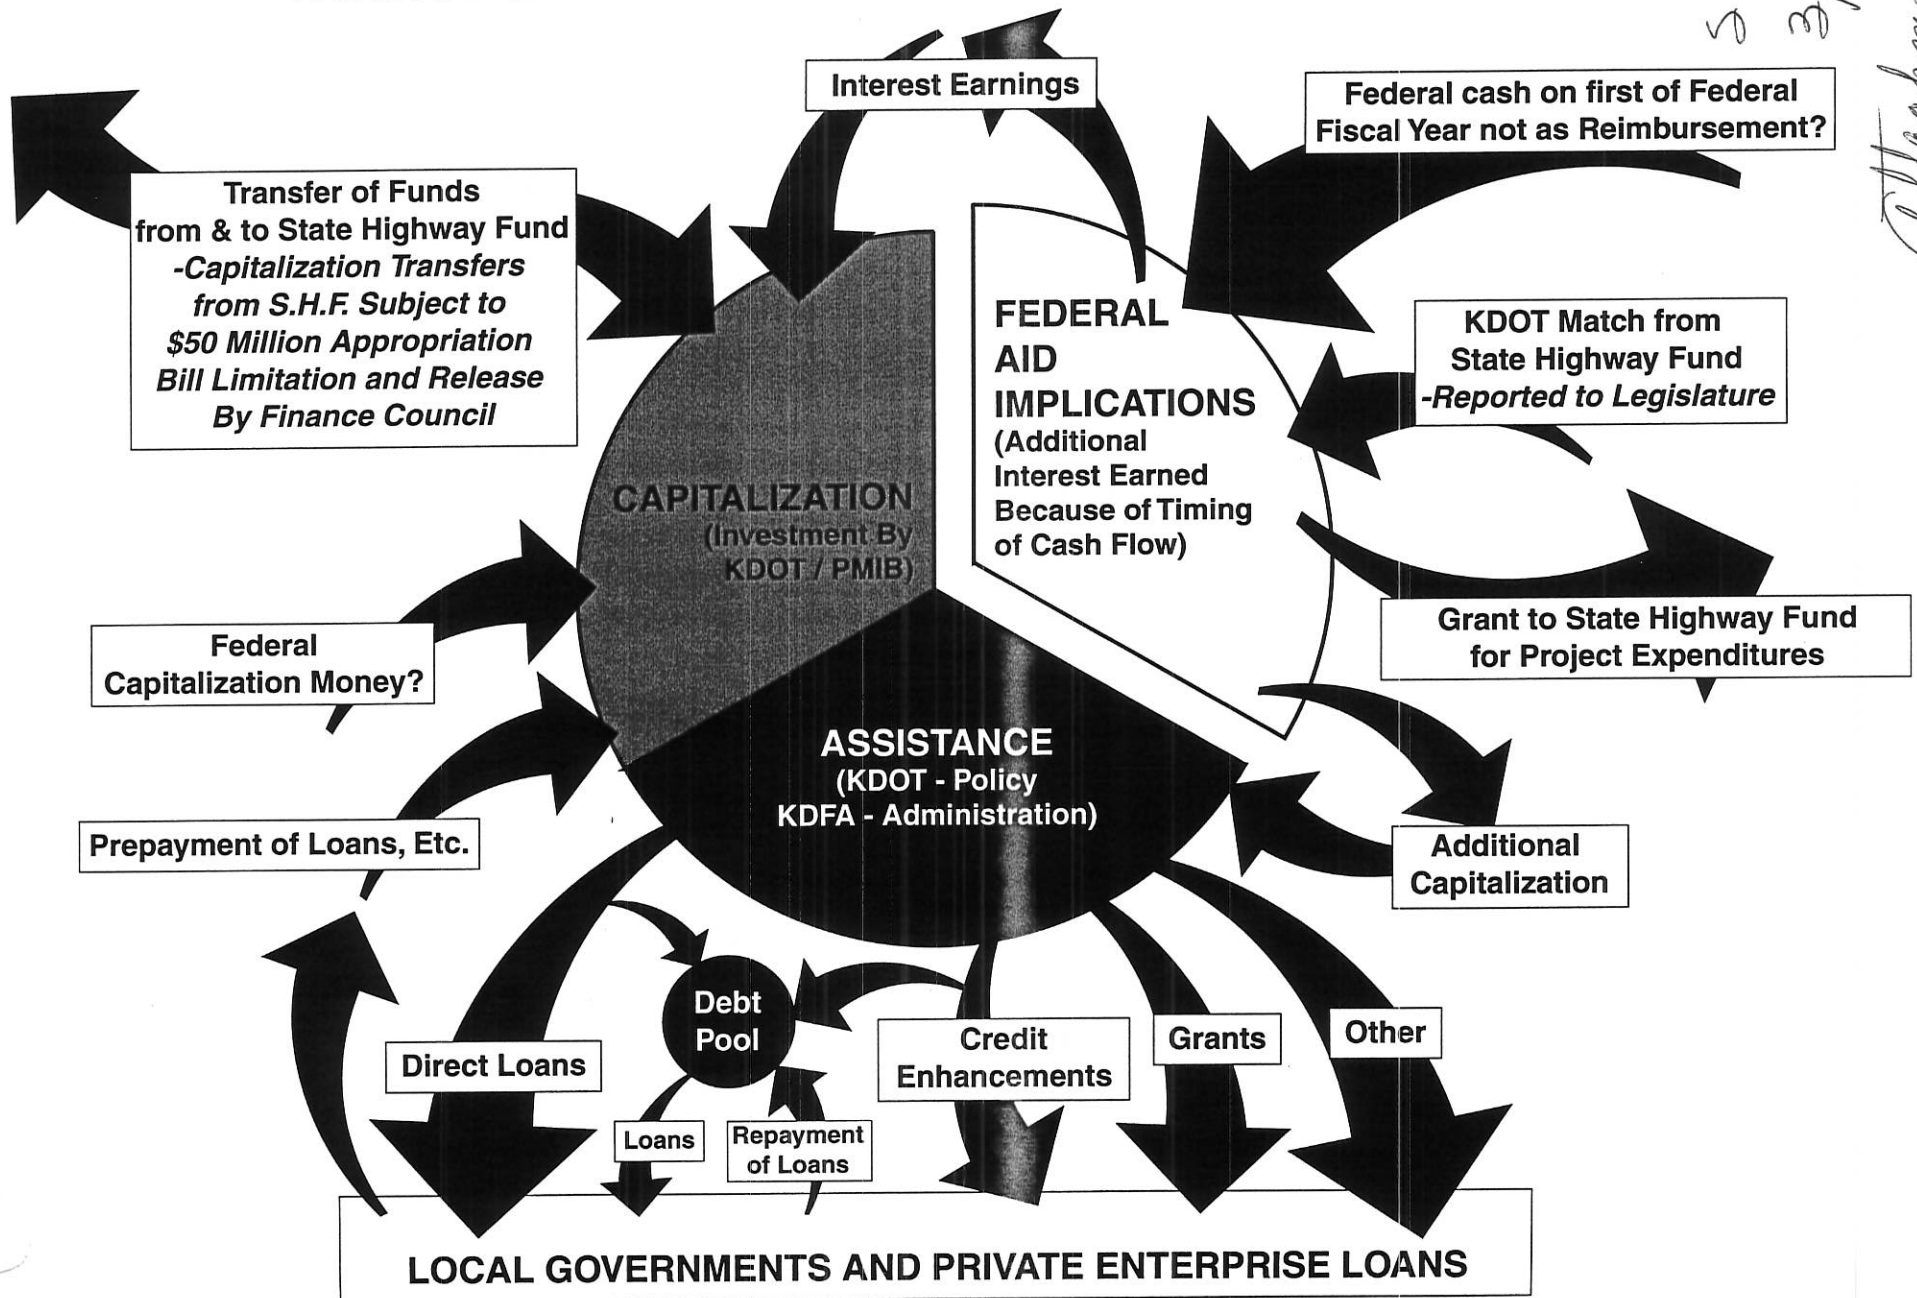 Interest Earnings
Federal cash on first of Federal
Fiscal Year not as Reimbursement?
Transfer of Funds
from & to State Highway Fund
-Capitalization Transfers
from S.H.F. Subject to
$50 Million Appropriation
Bill Limitation and Release
By Finance Council
FEDERAL
AID
IMPLICATIONS
(Additional
Interest Earned
Because of Timing
of Cash Flow)
KDOT Match from
State Highway Fund
-Reported to Legislature
CAPITALIZATION
(Investment By
KDOT / PMIB)
Grant to State Highway Fund
for Project Expenditures
Federal
Capitalization Money?
ASSISTANCE
(KDOT - Policy
KDFA - Administration)
Prepayment of Loans, Etc.
Additional
Capitalization
Debt
Pool
Direct Loans
Credit
Enhancements
Grants
Other
Loans
Repayment
of Loans
LOCAL GOVERNMENTS AND PRIVATE ENTERPRISE LOANS